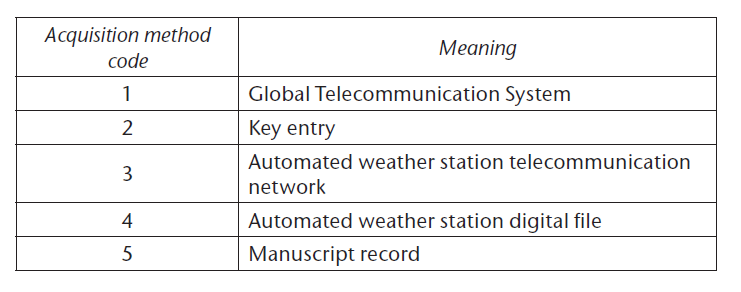 Acquisition method
code
Meaning
1
Global Telecommunication System
2
Key entry
3
Automated weather station telecommunication
network
4
Automated weather station digital file
5
Manuscript record